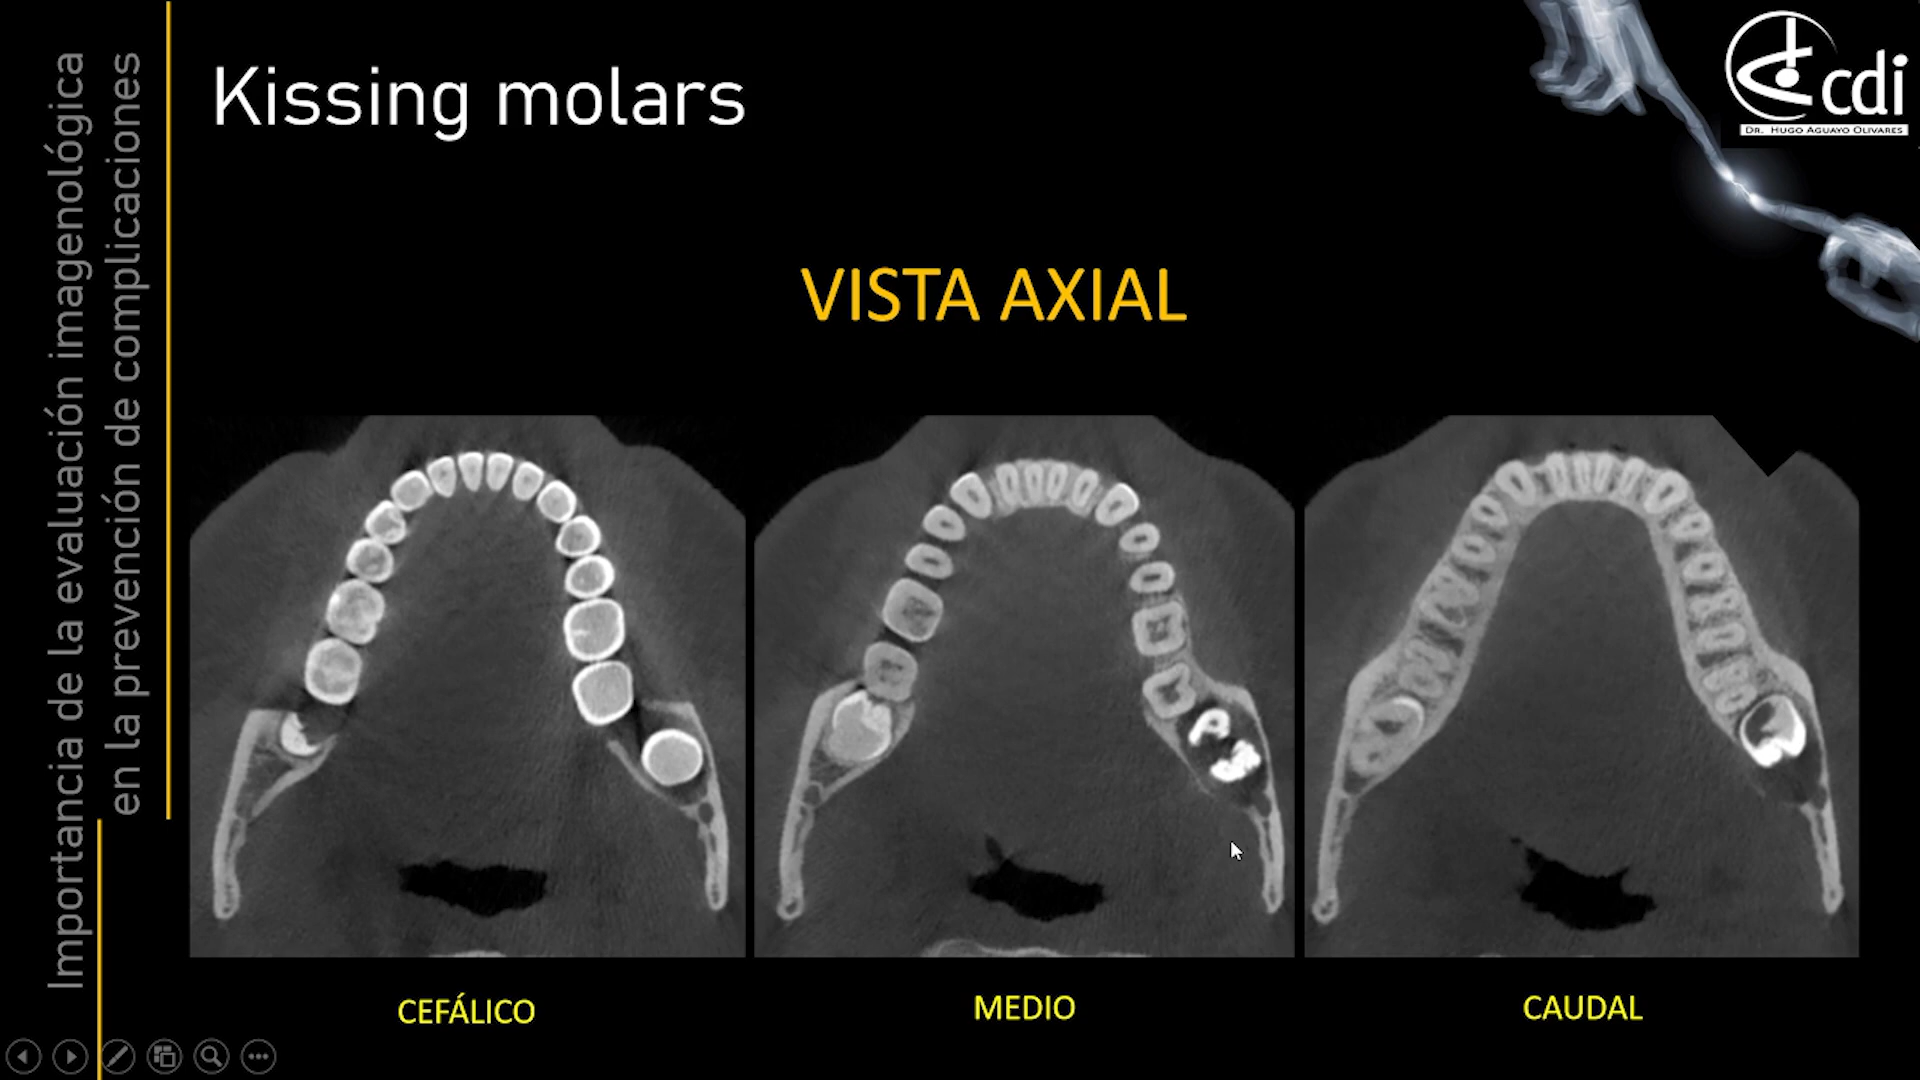 Importancia de la evaluación imagenológica
en la prevención de complicaciones
Kissing molars
cdi
DR. HUGO AGUAYO OLIVARES
VISTA AXIAL
CEFÁLICO
MEDIO
CAUDAL